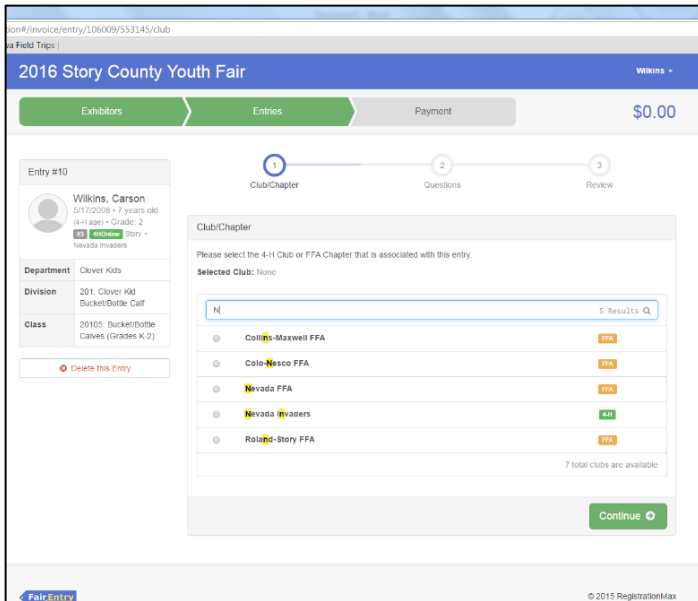 ion#/invoice/entry/106009/553145/club
va Field Trips |
2016 Story County Youth Fair
Wilkins
Exhibitors
Entries
Payment
$0.00
Entry #10
Wilkins, Carson
5/17/2008 • 7 years old
(4-H age) • Grade: 2
#3 4HOnline Story •
Nevada Invaders
Department Clover Kids
Division 201: Clover Kid
Bucket/Bottle Calf
Class 20105: Bucket/Bottle
Calves (Grades K-2)
Delete this Entry
1
2
3
Club/Chapter
Questions
Review
Club/Chapter
Please select the 4-H Club or FFA Chapter that is associated with this entry.
Selected Club: None
N 5 Results
Collins-Maxwell FFA FFA
Colo-Nesco FFA FFA
Nevada FFA FFA
Nevada Invaders 4-H
Roland-Story FFA FFA
7 total clubs are available
Continue
FairEntry
© 2015 RegistrationMax